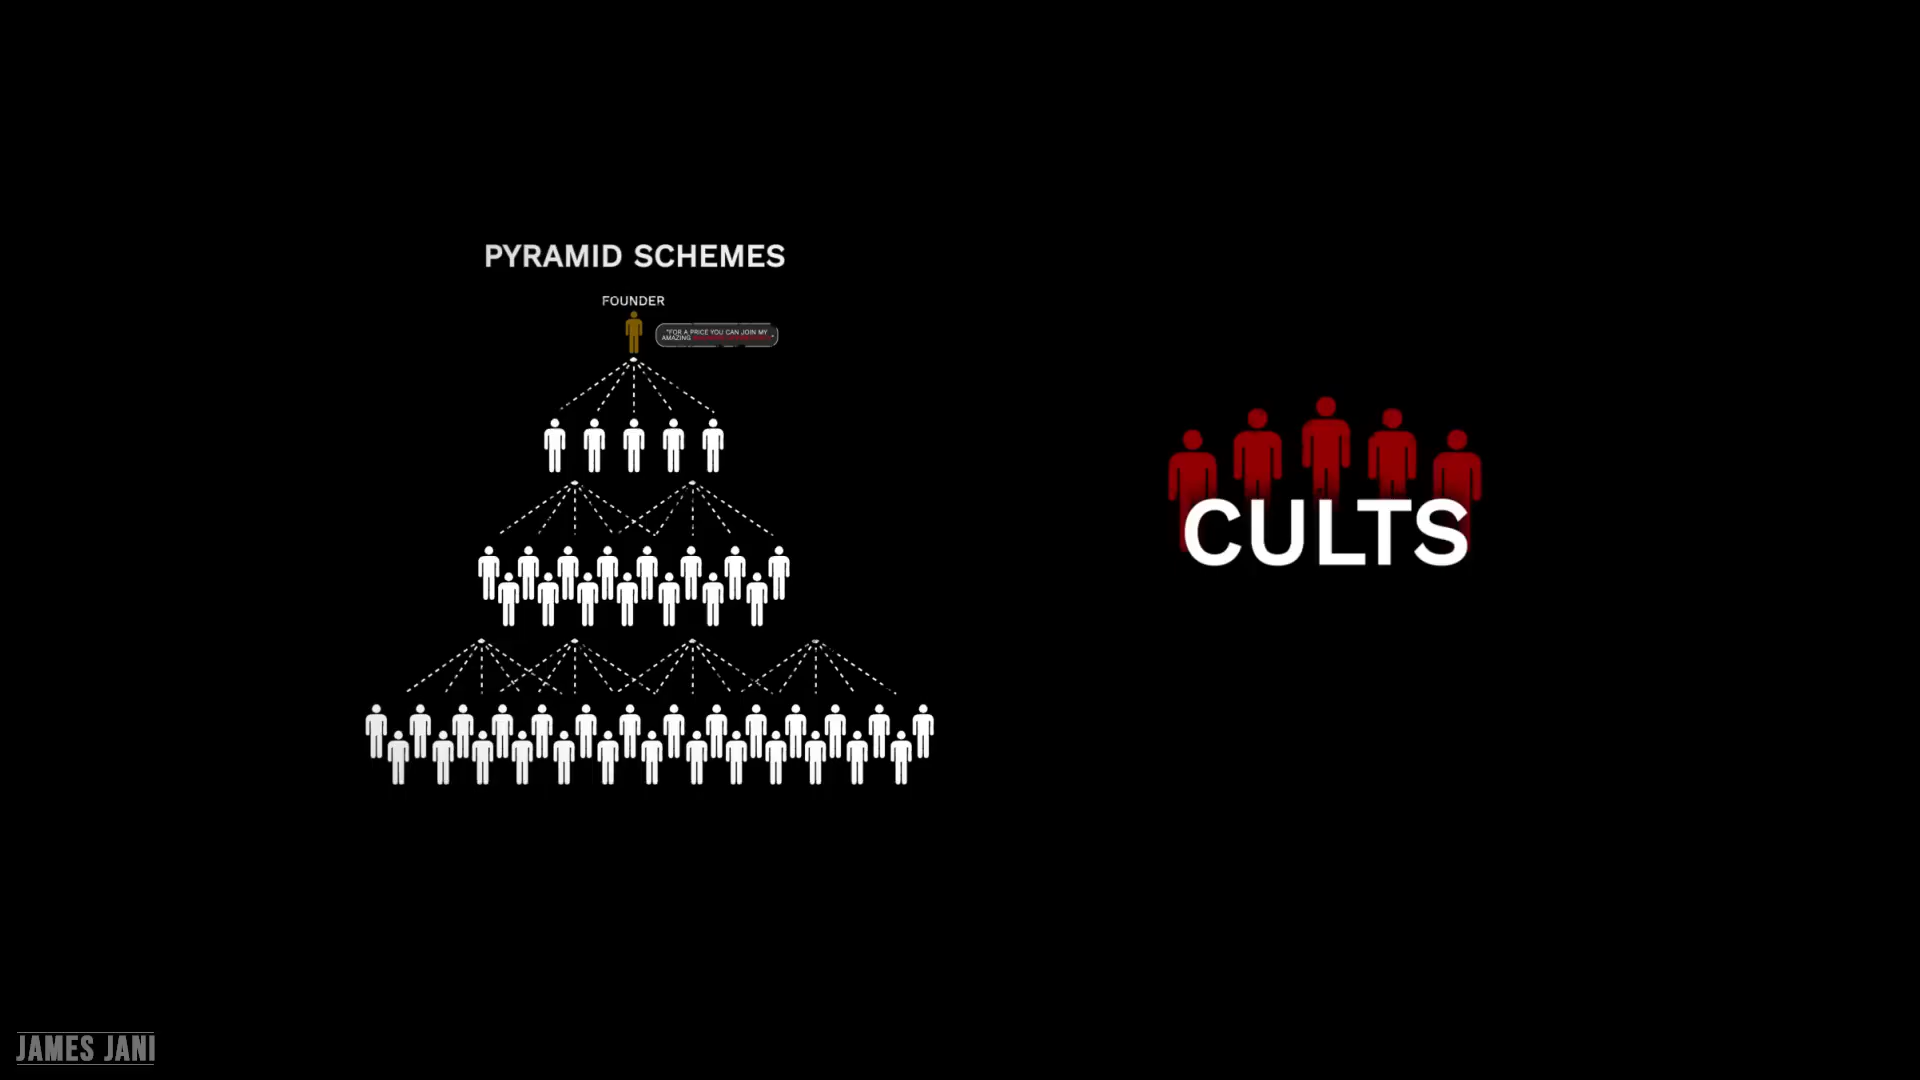 PYRAMID SCHEMES
FOUNDER
"FOR A PRICE YOU CAN JOIN MY
AMAZING
CULTS
JAMES JANI